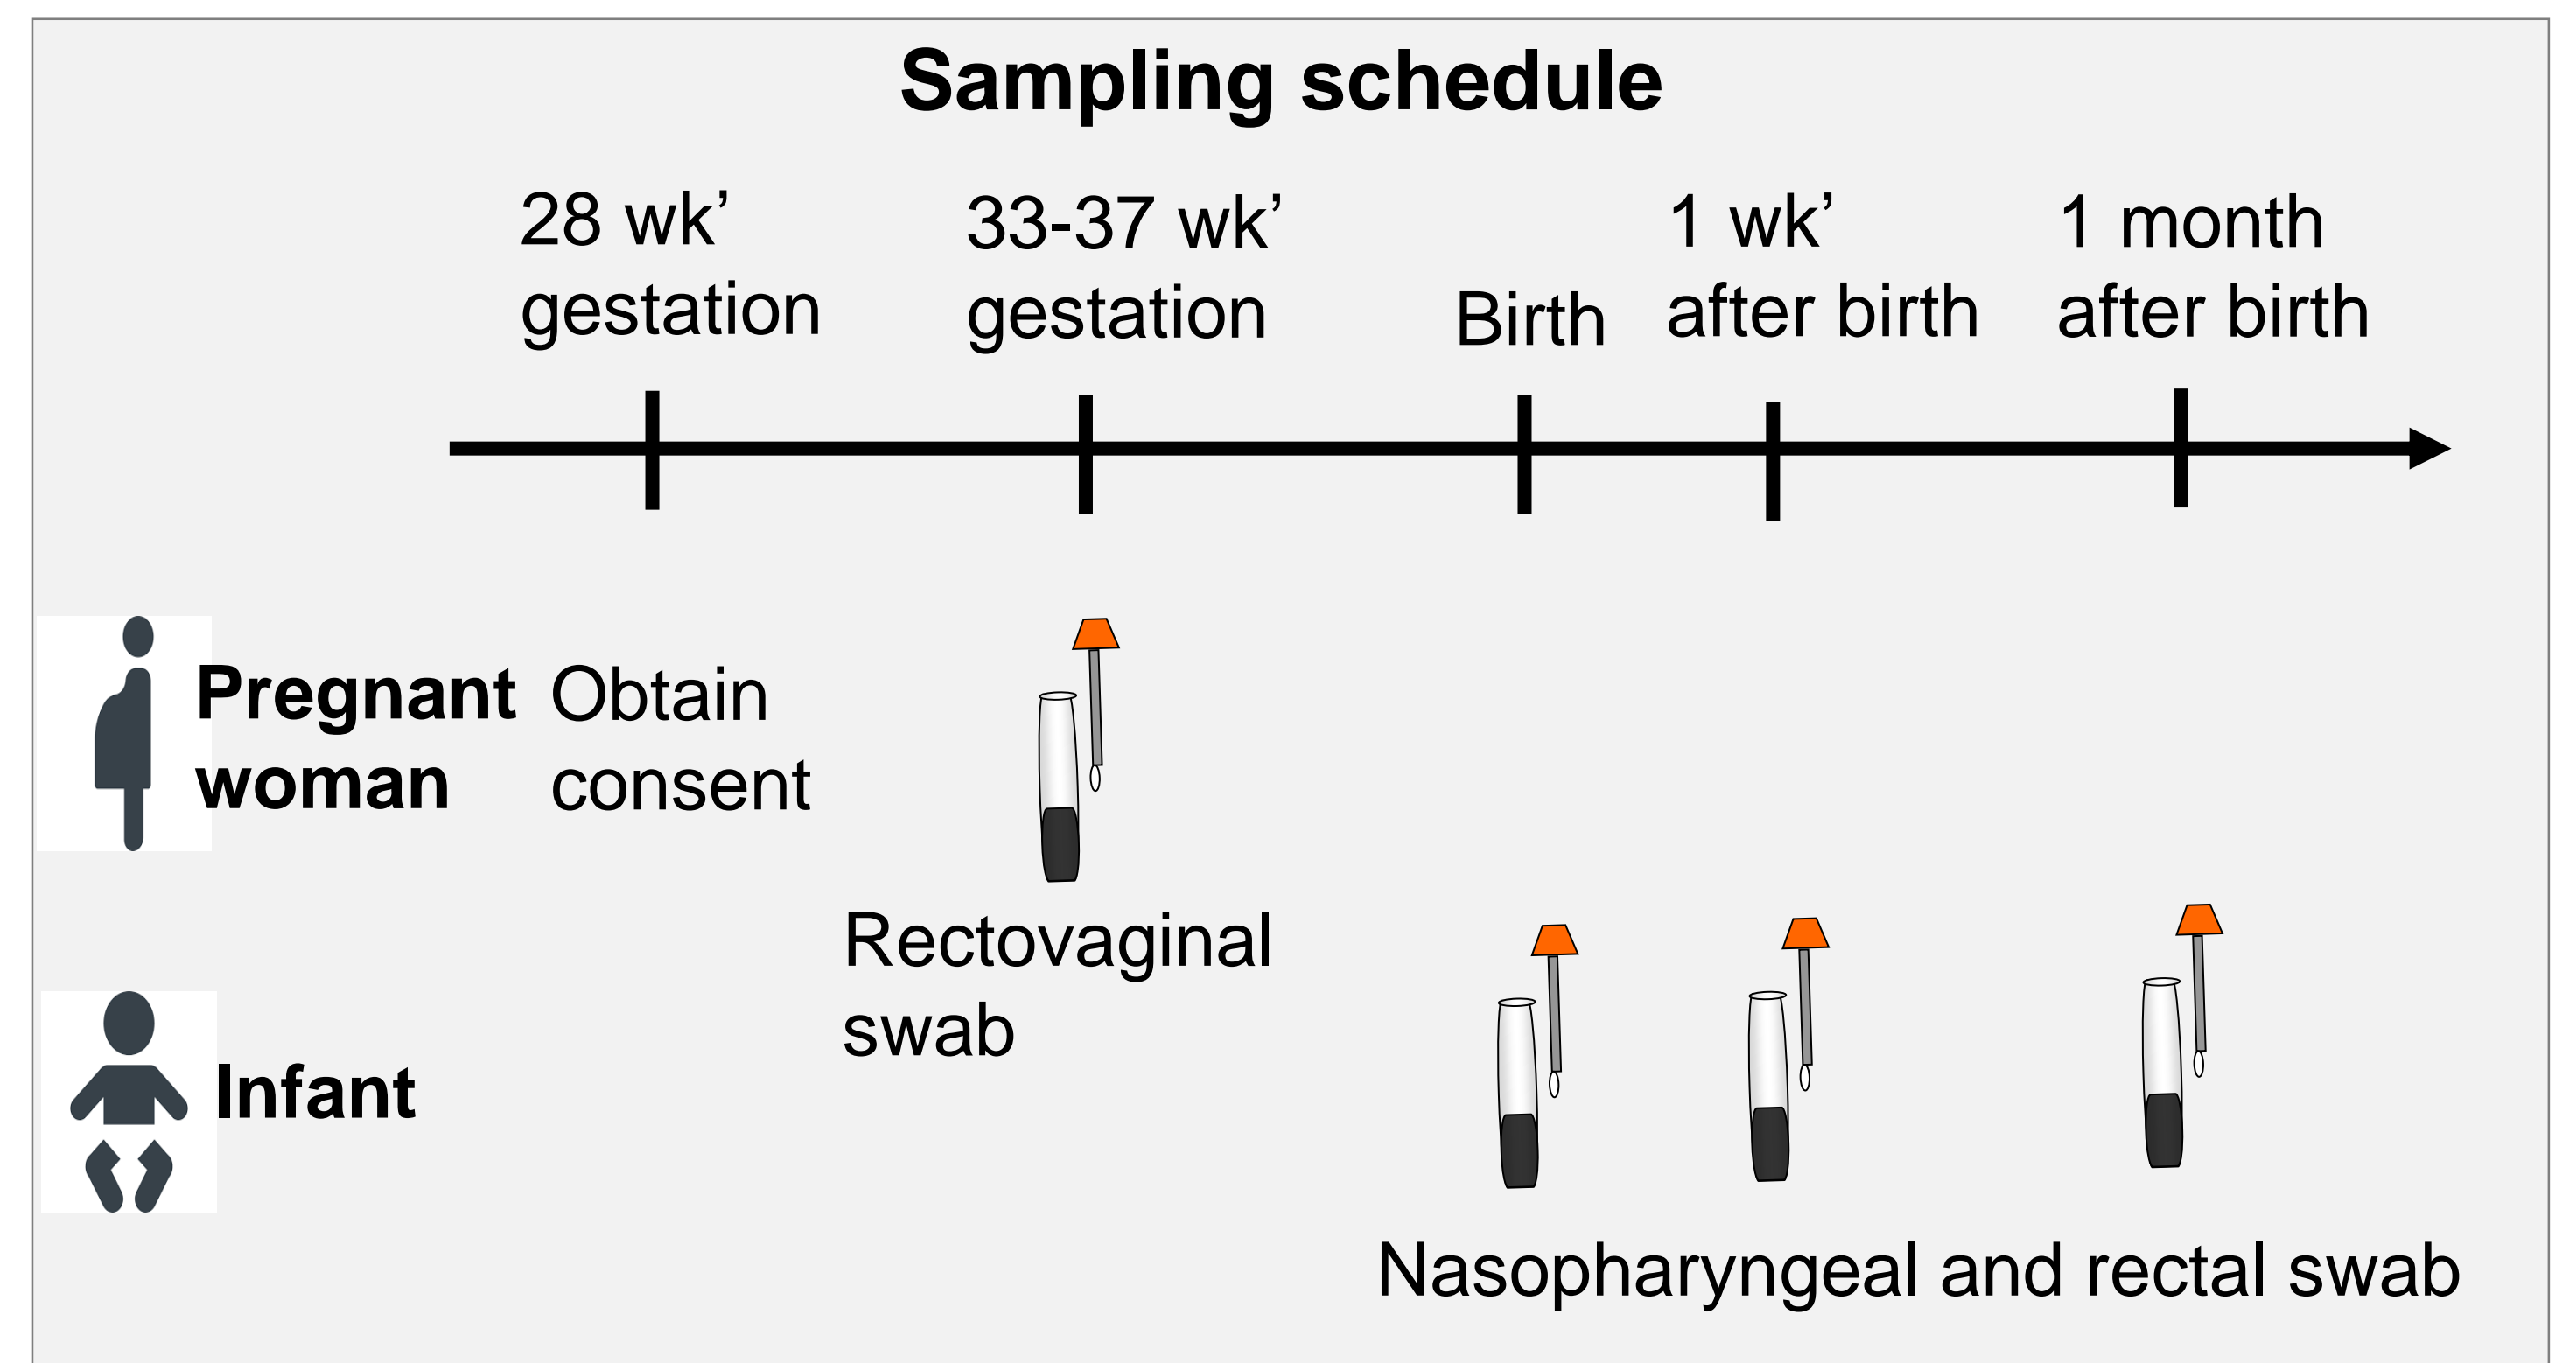 Sampling schedule
28 wk’
gestation
33-37 wk’
gestation
Birth
1 wk’
after birth
1 month
after birth
Pregnant
woman
Obtain
consent
Rectovaginal
swab
Infant
Nasopharyngeal and rectal swab